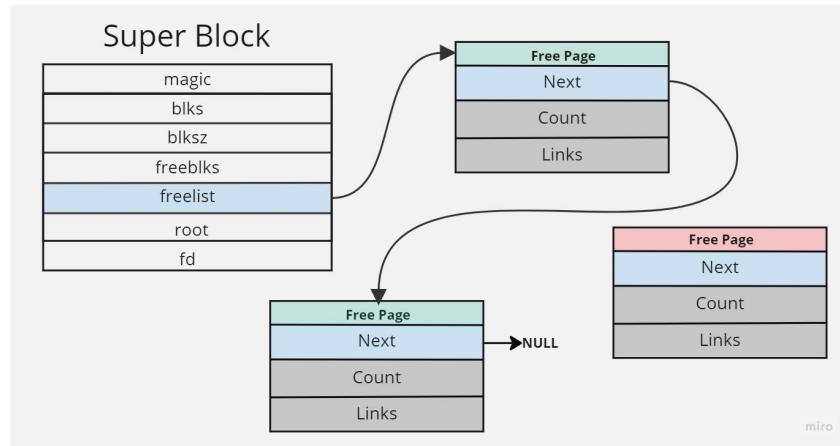 Super Block
magic
blks
blksz
freeblks
freelist
root
fd
Free Page
Next
Count
Links
Free Page
Next
Count
Links
Free Page
Next
NULL
Count
Links
miro